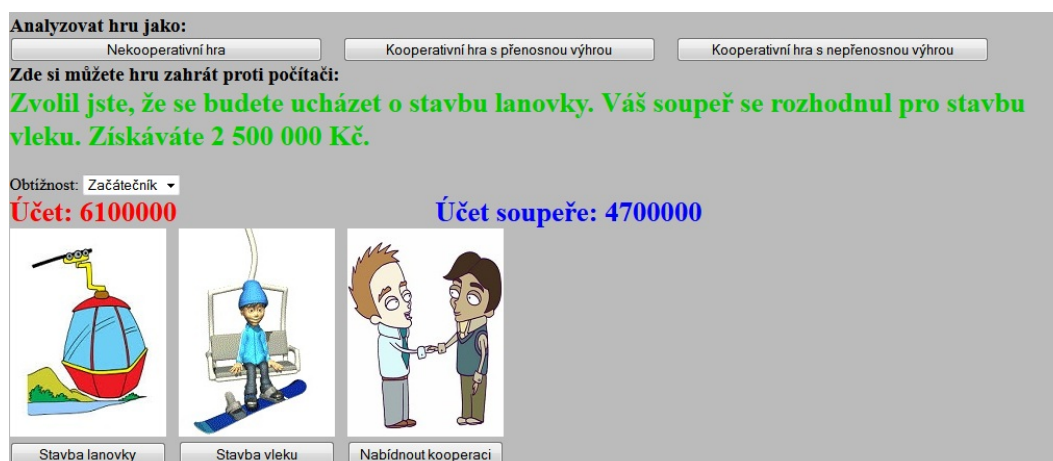 Analyzovat hru jako:
Nekooperativní hra Kooperativní hra s přenosnou výhrou Kooperativní hra s nepřenosnou výhrou
Zde si můžete hru zahrát proti počítači:
Zvolil jste, že se budete ucházet o stavbu lanovky. Váš soupeř se rozhodnul pro stavbu
vleku. Získáváte 2 500 000 Kč.
Obtížnost: Začátečník
Účet: 6100000 Účet soupeře: 4700000
Stavba lanovky Stavba vleku Nabídnout kooperaci